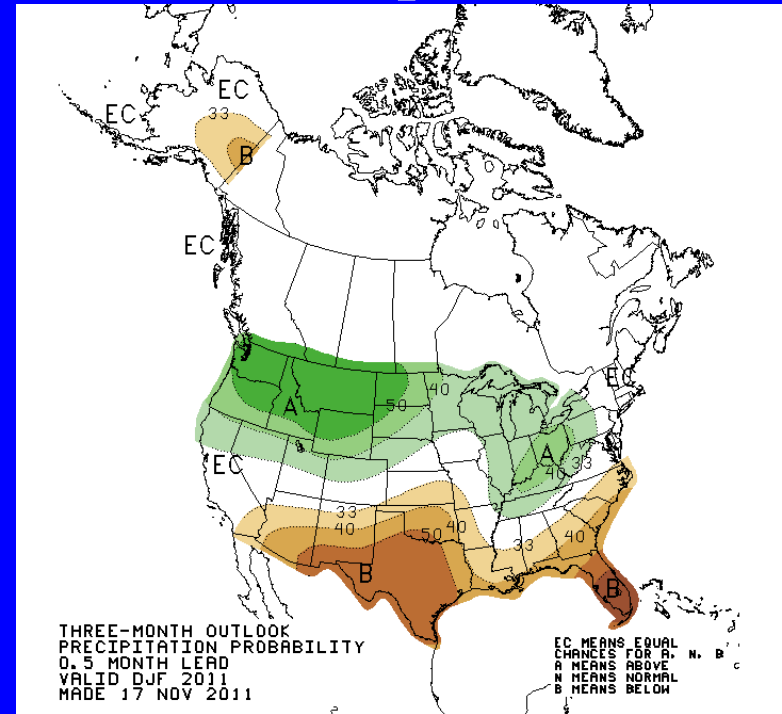 EC
EC
33
B
EC
EC
40
50
A
A
EC
33
40
33
40
50
40
33
40
B
B
THREE-MONTH OUTLOOK
PRECIPITATION PROBABILITY
0.5 MONTH LEAD
VALID DJF 2011
MADE 17 NOV 2011
EC MEANS EQUAL
CHANCES FOR A, N, B
A MEANS ABOVE
N MEANS NORMAL
B MEANS BELOW